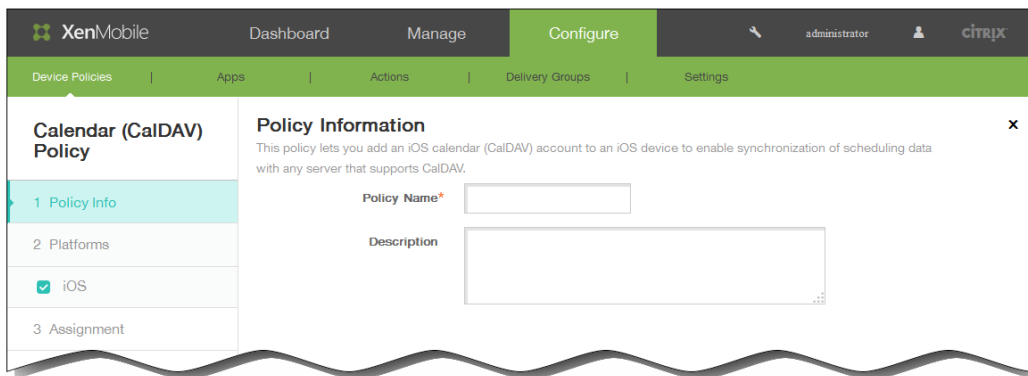 XenMobile Dashboard Manage Configure administrator CİTRIX
Device Policies | Apps | Actions | Delivery Groups | Settings
Calendar (CalDAV)
Policy
1 Policy Info
2 Platforms
iOS
3 Assignment
Policy Information x
This policy lets you add an iOS calendar (CalDAV) account to an iOS device to enable synchronization of scheduling data
with any server that supports CalDAV.
Policy Name*
Description